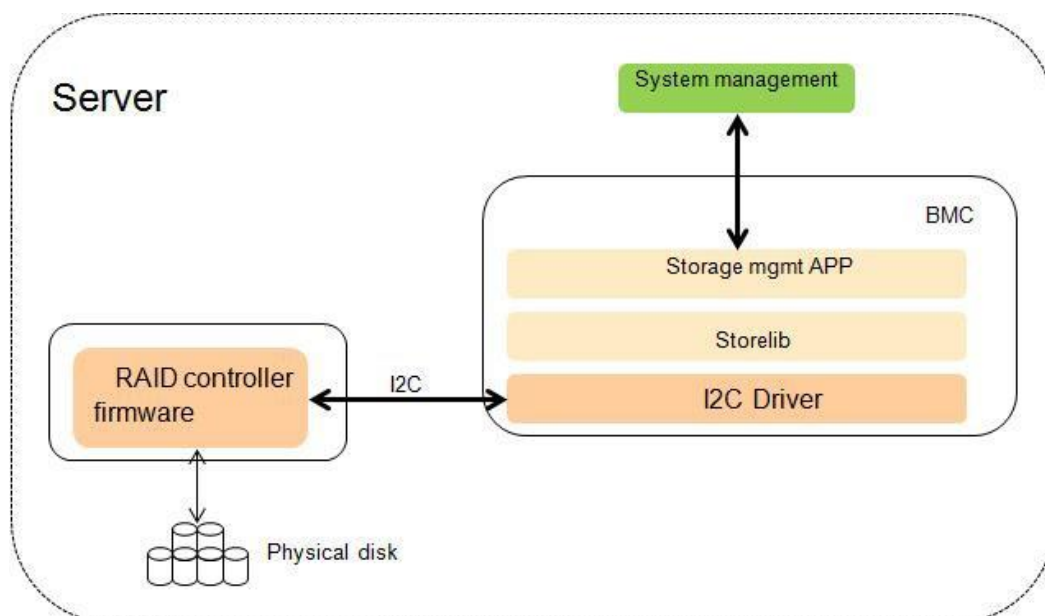 Server
System management
BMC
Storage mgmt APP
Storelib
I2C Driver
I2C
RAID controller
firmware
Physical disk